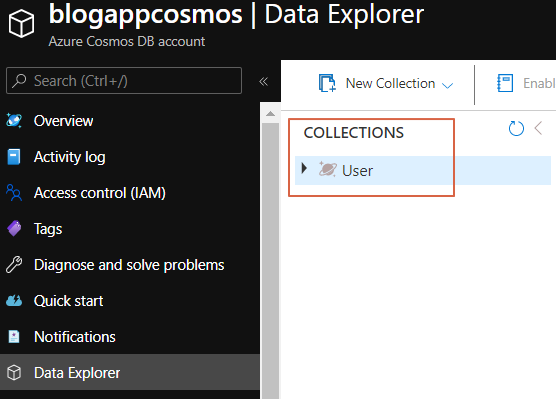 blogappcosmos | Data Explorer
Azure Cosmos DB account
Search (Ctrl+/)
«
Overview
Activity log
Access control (IAM)
Tags
Diagnose and solve problems
Quick start
Notifications
Data Explorer
New Collection
Enabl
COLLECTIONS
User